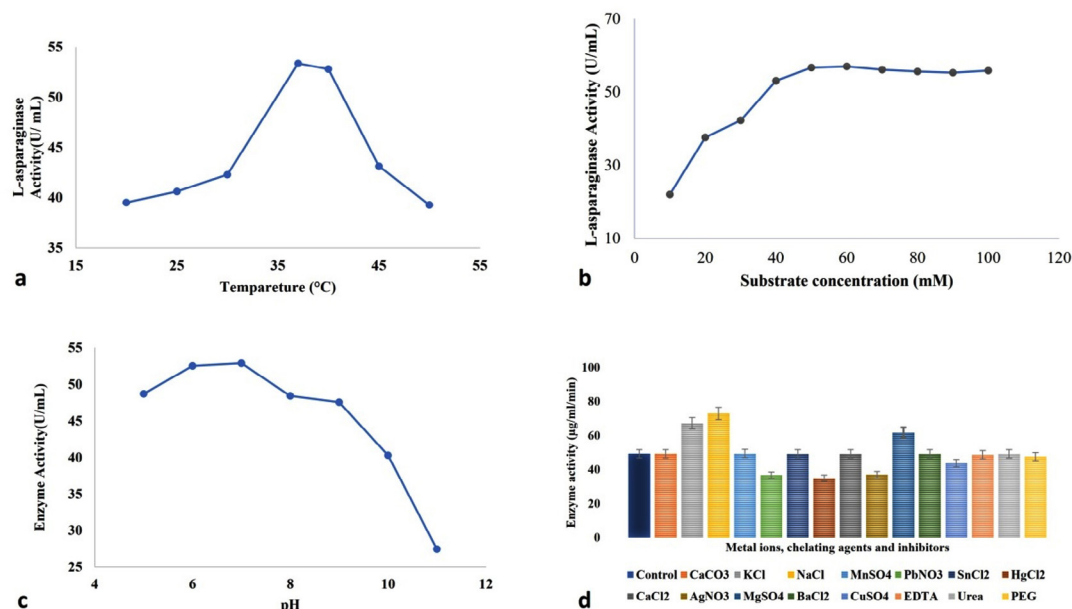 55
50
45
40
35
L-asparaginase
Activity(U/ mL)
15 25 35 45 55
Tempareture (°C)
a
70
50
30
10
L-asparaginase Activity (U/mL)
0 20 40 60 80 100 120
Substrate concentration (mM)
b
55
50
45
40
35
30
25
Enzyme Activity(U/mL)
4 6 8 10 12
pH
c
100
80
60
40
20
0
Enzyme activity (µg/ml/min)
Metal ions, chelating agents and inhibitors
Control CaCO3 KCl NaCl MnSO4 PbNO3 SnCl2 HgCl2
CaCl2 AgNO3 MgSO4 BaCl2 CuSO4 EDTA Urea PEG
d